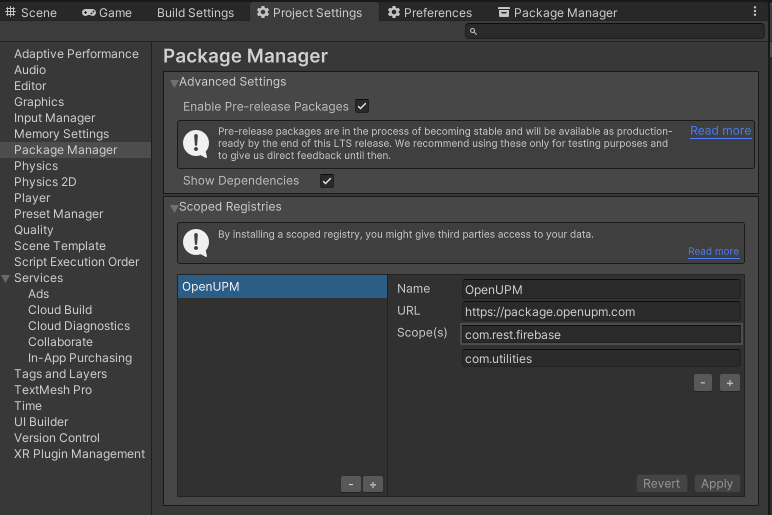 Scene Game Build Settings Project Settings Preferences Package Manager
Adaptive Performance
Audio
Editor
Graphics
Input Manager
Memory Settings
Package Manager
Physics
Physics 2D
Player
Preset Manager
Quality
Scene Template
Script Execution Order
Services
Ads
Cloud Build
Cloud Diagnostics
Collaborate
In-App Purchasing
Tags and Layers
TextMesh Pro
Time
UI Builder
Version Control
XR Plugin Management
Package Manager
Advanced Settings
Enable Pre-release Packages
Pre-release packages are in the process of becoming stable and will be available as production-
ready by the end of this LTS release. We recommend using these only for testing purposes and
to give us direct feedback until then.
Read more
Show Dependencies
Scoped Registries
By installing a scoped registry, you might give third parties access to your data.
Read more
OpenUPM
Name OpenUPM
URL https://package.openupm.com
Scope(s) com.rest.firebase
com.utilities
- +
- +
Revert Apply